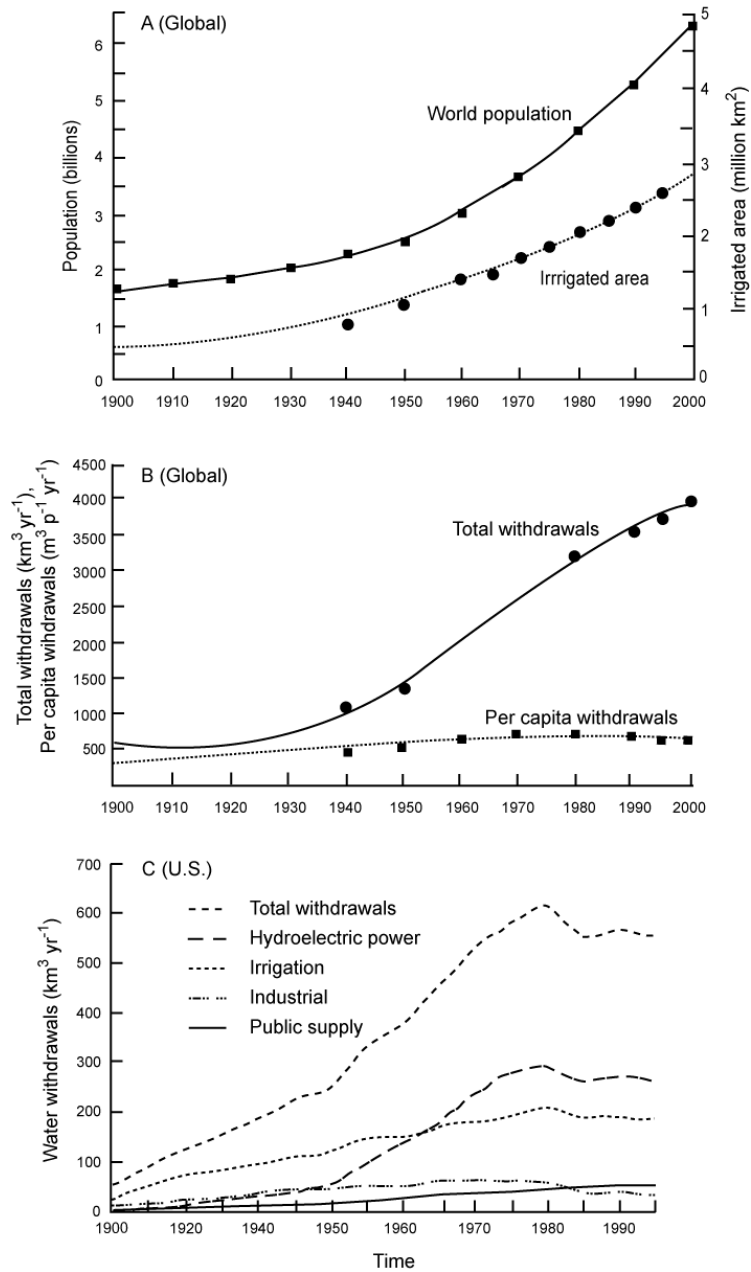 A (Global)
Population (billions)
6
5
4
3
2
1
0
World population
Irrrigated area
5
4
3
2
1
0
Irrigated area (million km²)
1900 1910 1920 1930 1940 1950 1960 1970 1980 1990 2000
B (Global)
Total withdrawals (km³ yr⁻¹),
Per capita wihdrawals (m³ p⁻¹ yr⁻¹)
4500
4000
3500
3000
2000
1500
1000
500
Total withdrawals
Per capita withdrawals
1900 1910 1920 1930 1940 1950 1960 1970 1980 1990 2000
C (U.S.)
Water withdrawals (km³ yr⁻¹)
700
600
500
400
300
200
100
50
0
Total withdrawals
Hydroelectric power
Irrigation
Industrial
Public supply
1900 1920 1940 1950 1960 1970 1980 1990
Time